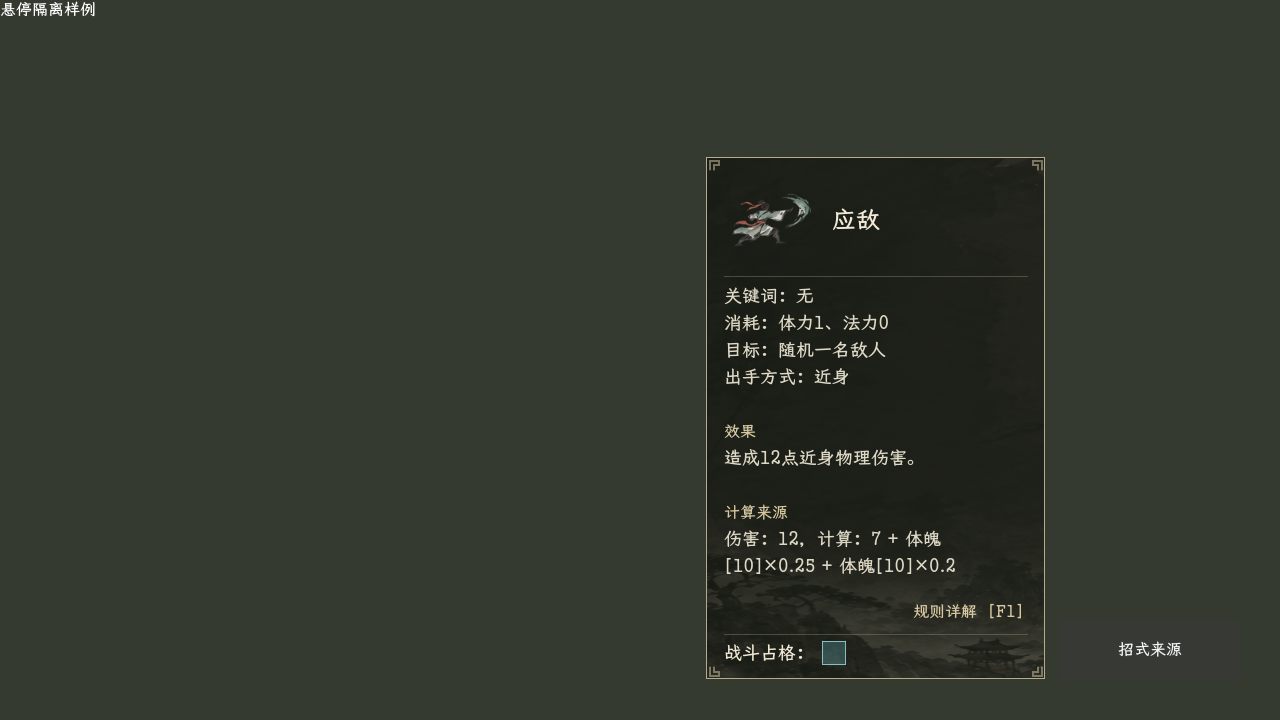 悬停隔离样例
应敌
关键词：无
消耗：体力1、法力0
目标：随机一名敌人
出手方式：近身
效果
造成12点近身物理伤害。
计算来源
伤害：12，计算：7 + 体魄
[10]×0.25 + 体魄[10]×0.2
规则详解 [F1]
战斗占格：
招式来源